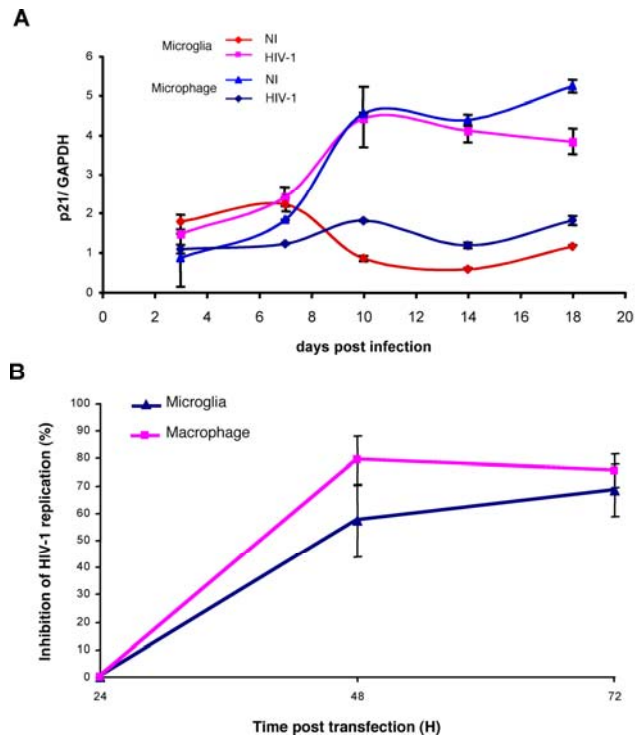 A
Microglia
NI
HIV-1
Microphage
NI
HIV-1
p21/ GAPDH
6
5
4
3
2
1
0
0 2 4 6 8 10 12 14 16 18 20
days post infection
B
Microglia
Macrophage
Inhibition of HIV-1 replication (%)
100
90
80
70
60
50
40
30
20
10
0
24 48 72
Time post transfection (H)